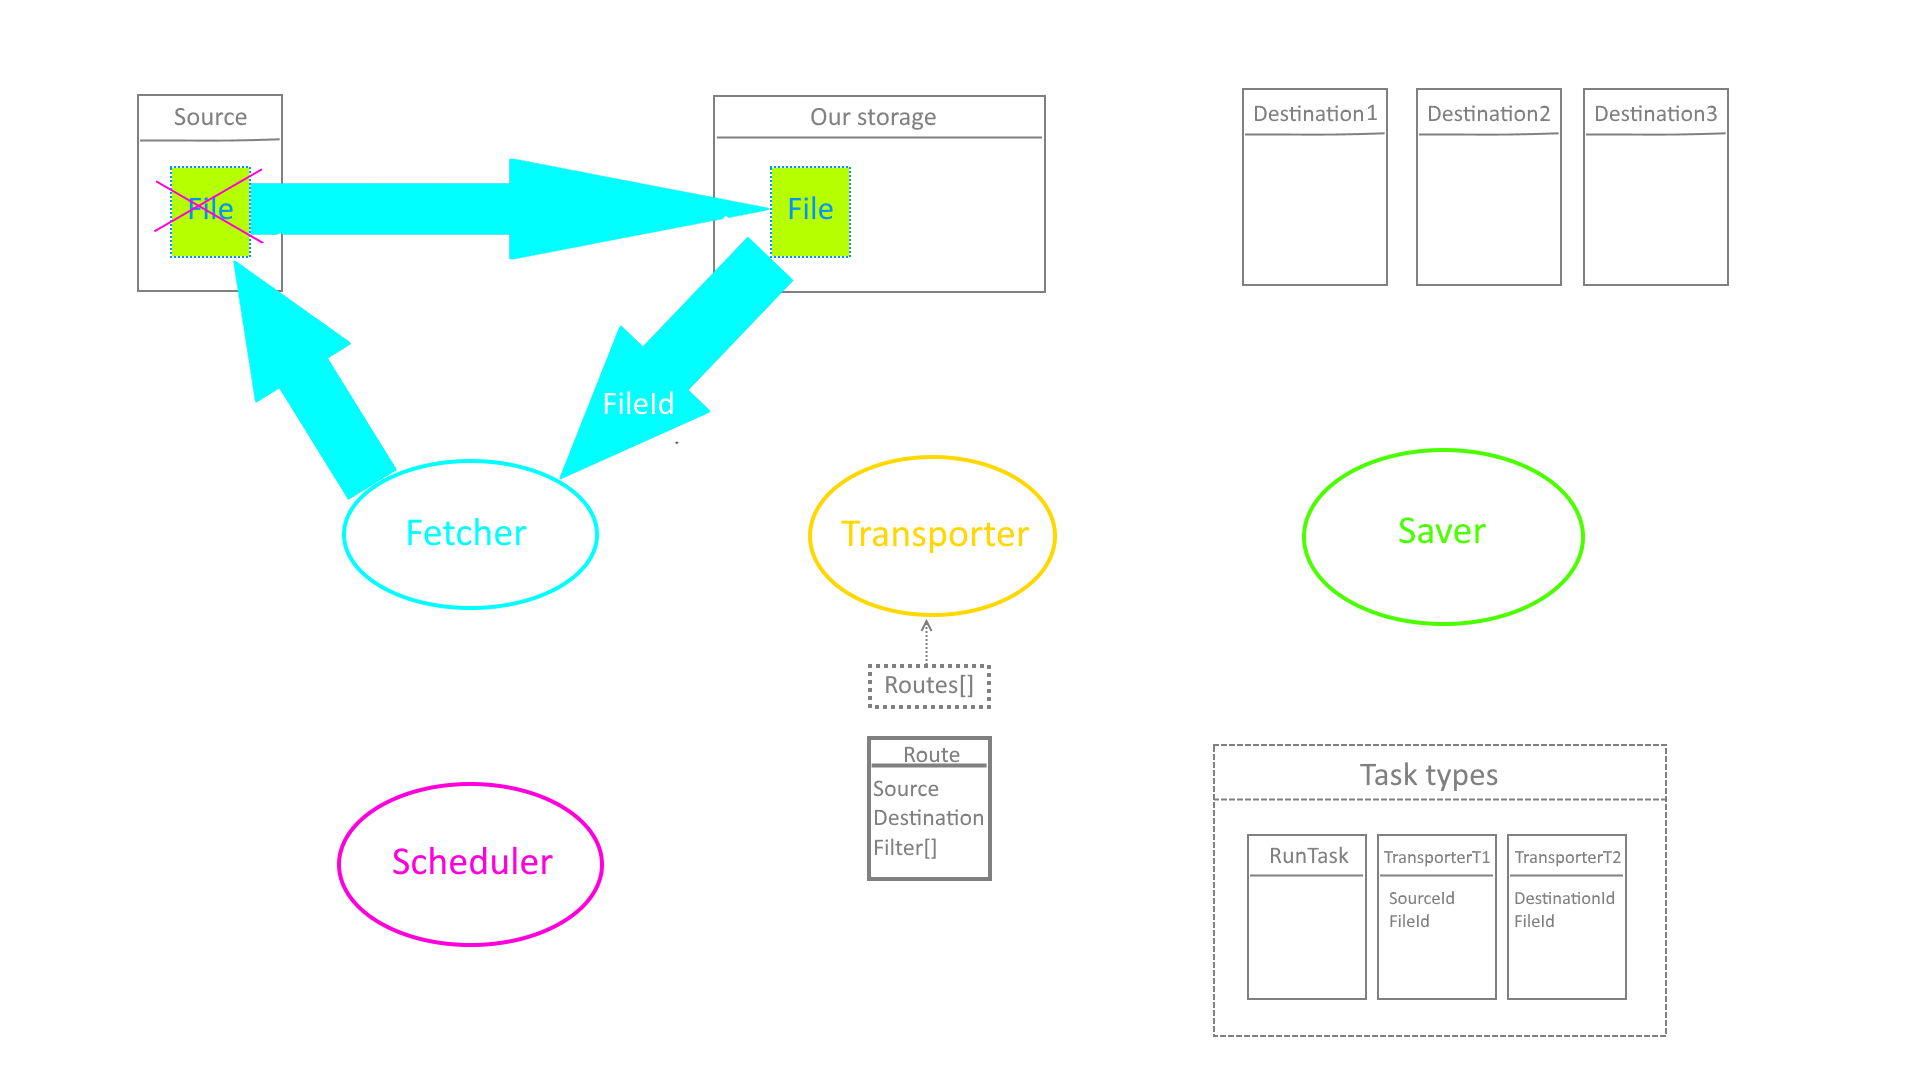 Source
Our storage
Destination1
Destination2
Destination3
File
File
FileId
Fetcher
Transporter
Saver
Routes[]
Route
Source
Destination
Filter[]
Scheduler
Task types
RunTask
TransporterT1
SourceId
FileId
TransporterT2
DestinationId
FileId